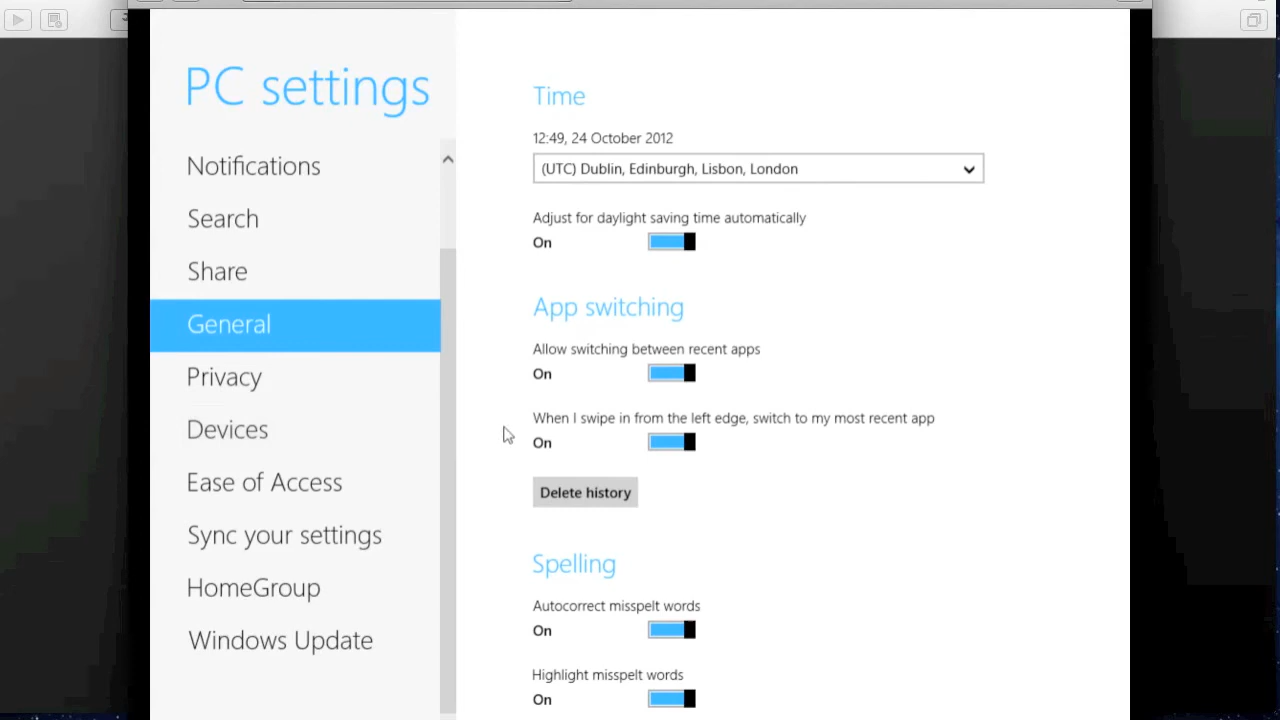 PC settings
Notifications
Search
Share
General
Privacy
Devices
Ease of Access
Sync your settings
HomeGroup
Windows Update
Time
12:49, 24 October 2012
(UTC) Dublin, Edinburgh, Lisbon, London
Adjust for daylight saving time automatically
On
App switching
Allow switching between recent apps
On
When I swipe in from the left edge, switch to my most recent app
On
Delete history
Spelling
Autocorrect misspelt words
On
Highlight misspelt words
On